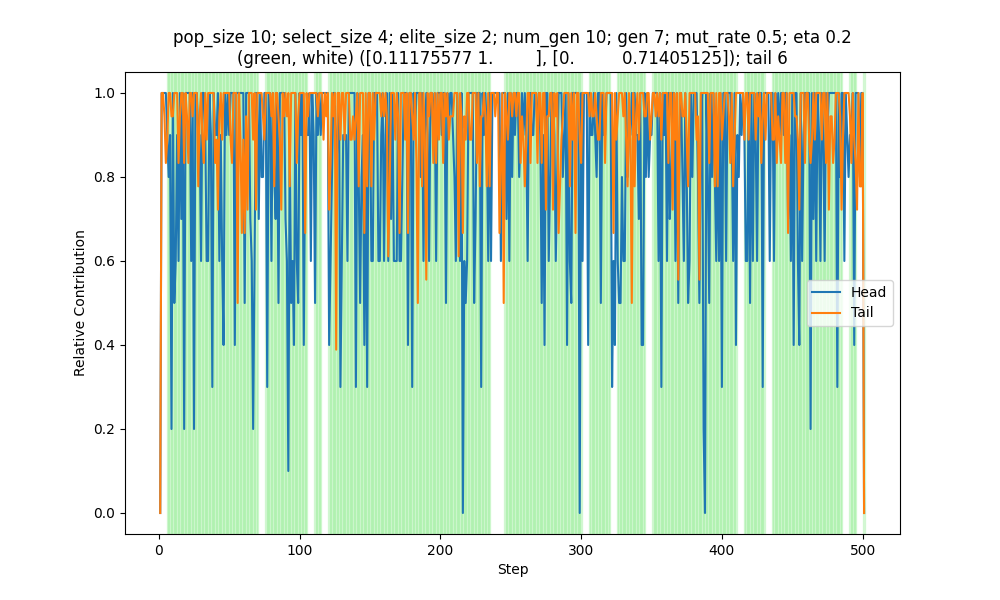 pop_size 10; select_size 4; elite_size 2; num_gen 10; gen 7; mut_rate 0.5; eta 0.2
(green, white) ([0.11175577 1.        ], [0.         0.71405125]); tail 6
1.0
0.8
0.6
0.4
0.2
0.0
Relative Contribution
Head
Tail
0
100
200
300
400
500
Step